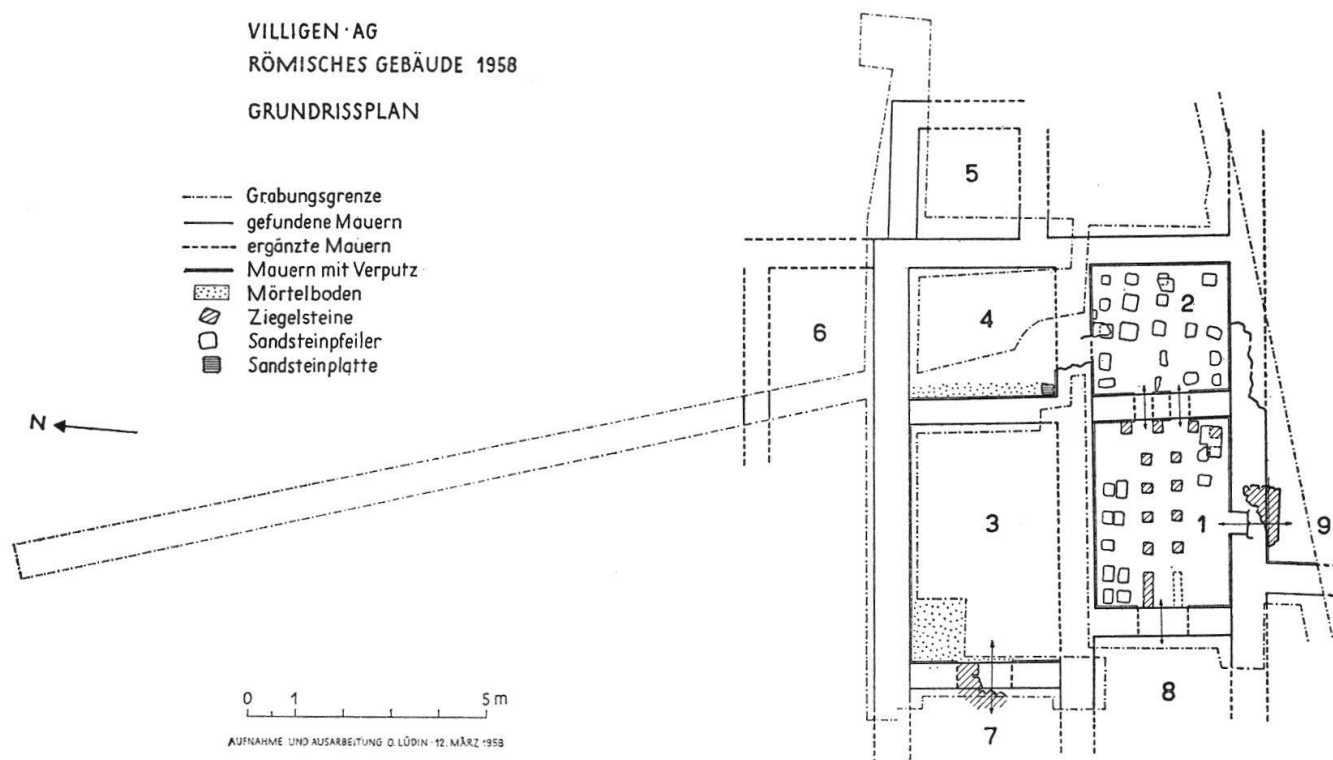 VILLIGEN · AG
RÖMISCHES GEBÄUDE 1958
GRUNDRISSPLAN
Grabungsgrenze
gefundene Mauern
ergänzte Mauern
Mauern mit Verputz
Mörtelboden
Ziegelsteine
Sandsteinpfeiler
Sandsteinplatte
N
5
6
4
2
3
1
9
8
7
0 1 5 m
AUFNAHME UND AUSARBEITUNG O. LÜDIN · 12. MÄRZ 1958